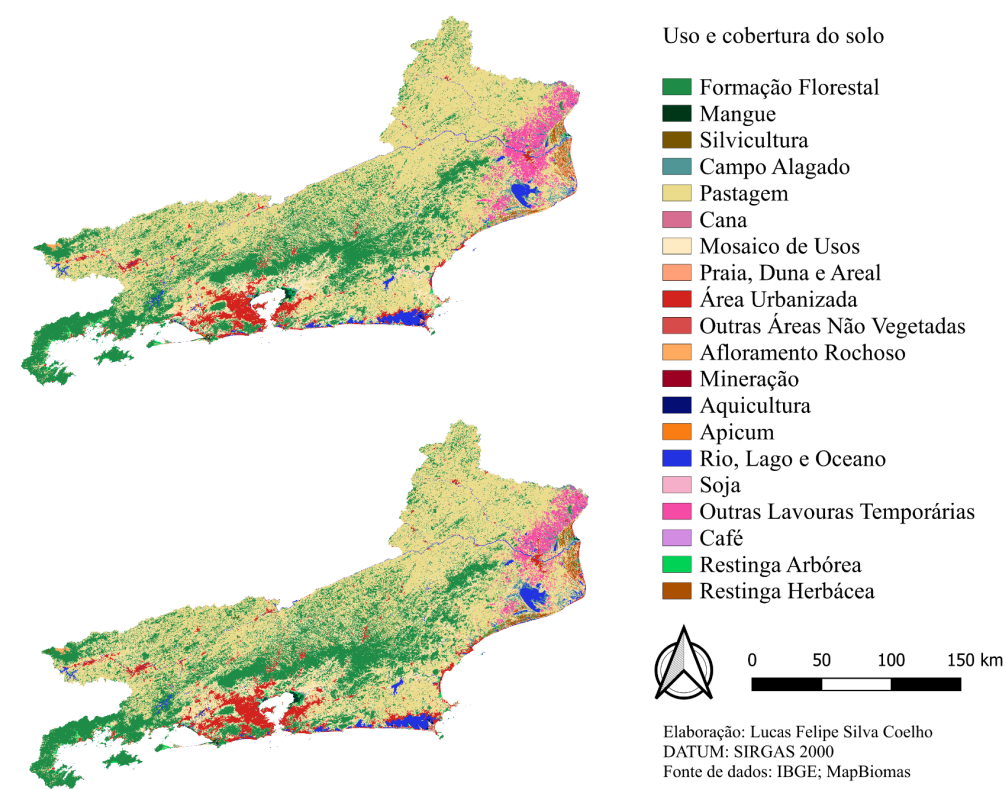 Uso e cobertura do solo
Formação Florestal
Mangue
Silvicultura
Campo Alagado
Pastagem
Cana
Mosaico de Usos
Praia, Duna e Areal
Área Urbanizada
Outras Áreas Não Vegetadas
Afloramento Rochoso
Mineração
Aquicultura
Apicum
Rio, Lago e Oceano
Soja
Outras Lavouras Temporárias
Café
Restinga Arbórea
Restinga Herbácea
0 50 100 150 km
Elaboração: Lucas Felipe Silva Coelho
DATUM: SIRGAS 2000
Fonte de dados: IBGE; MapBiomas